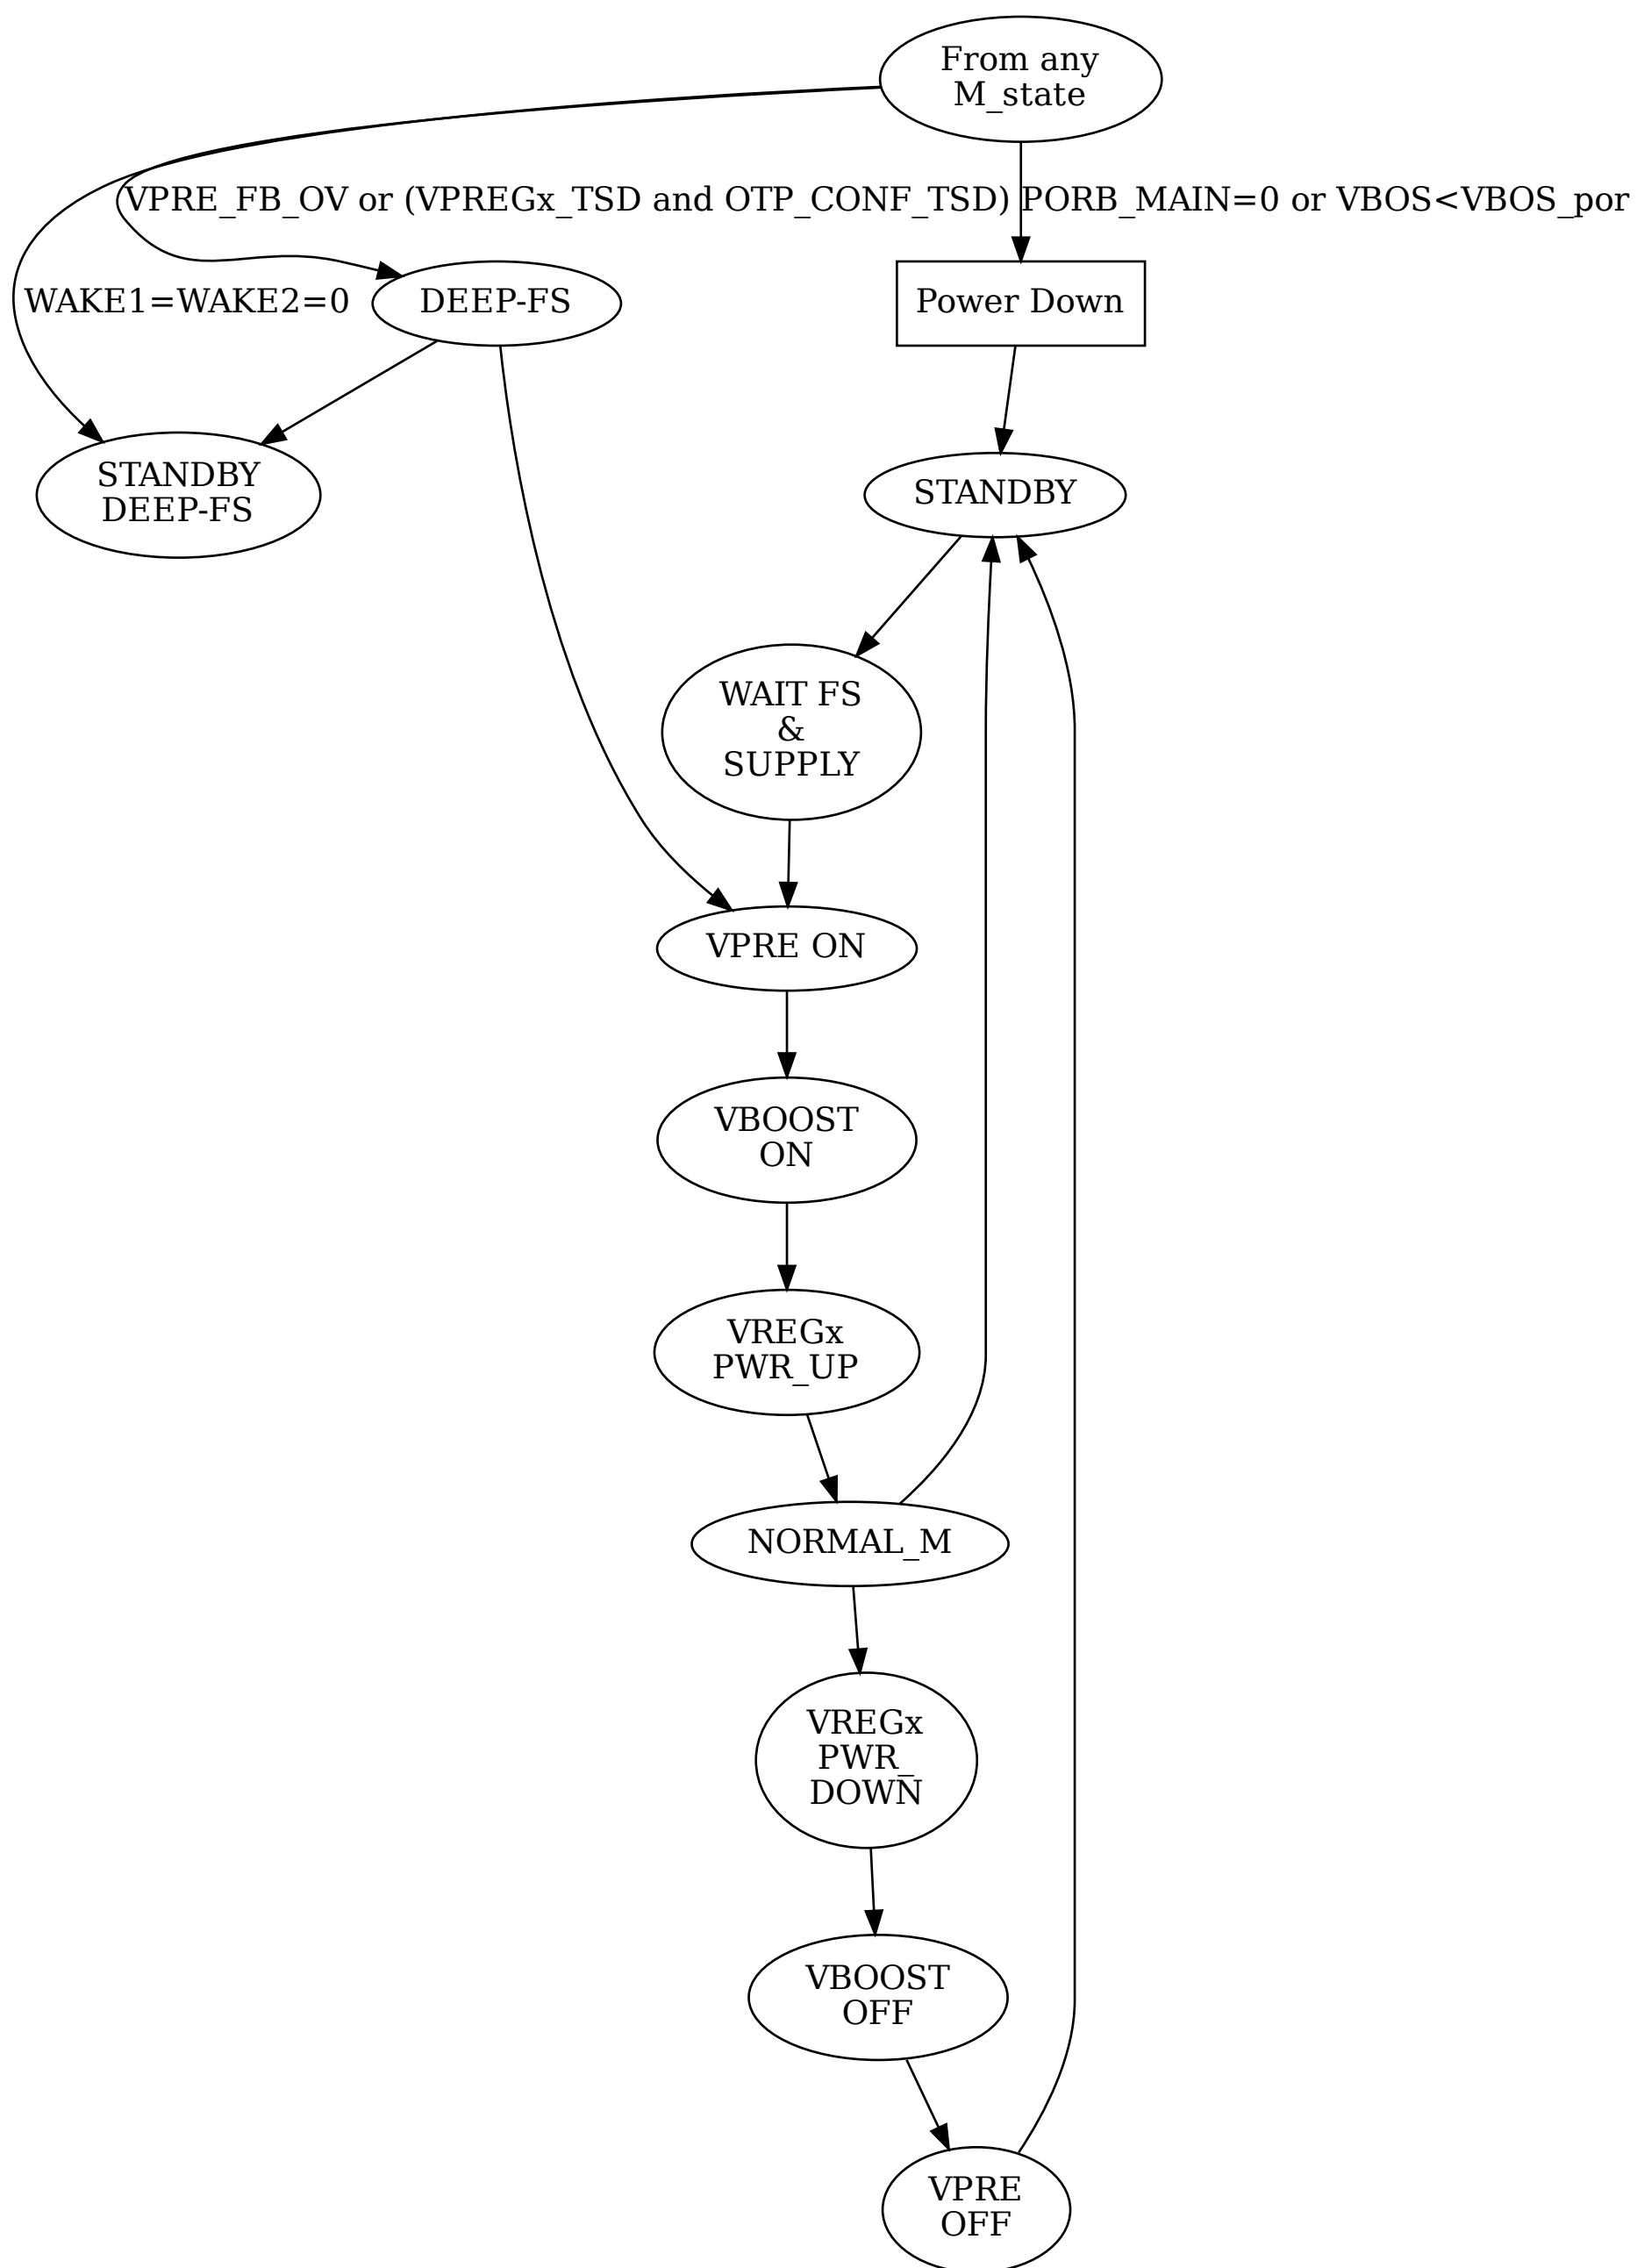 From any
M_state
VPRE_FB_OV or (VPREGx_TSD and OTP_CONF_TSD)
PORB_MAIN=0 or VBOS<VBOS_por
WAKE1=WAKE2=0
DEEP-FS
Power Down
STANDBY
DEEP-FS
STANDBY
WAIT FS
&
SUPPLY
VPRE ON
VBOOST
ON
VREGx
PWR_UP
NORMAL_M
VREGx
PWR_
DOWN
VBOOST
OFF
VPRE
OFF